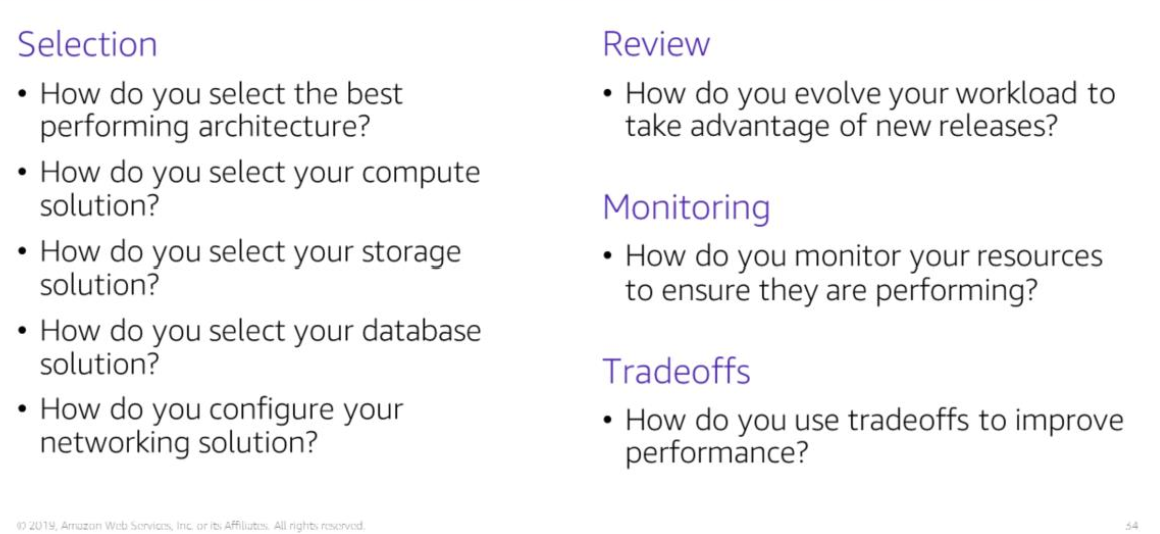 Selection
• How do you select the best
performing architecture?
• How do you select your compute
solution?
• How do you select your storage
solution?
• How do you select your database
solution?
• How do you configure your
networking solution?
Review
• How do you evolve your workload to
take advantage of new releases?
Monitoring
• How do you monitor your resources
to ensure they are performing?
Tradeoffs
• How do you use tradeoffs to improve
performance?
© 2019, Amazon Web Services, Inc. or its Affiliates. All rights reserved.
34